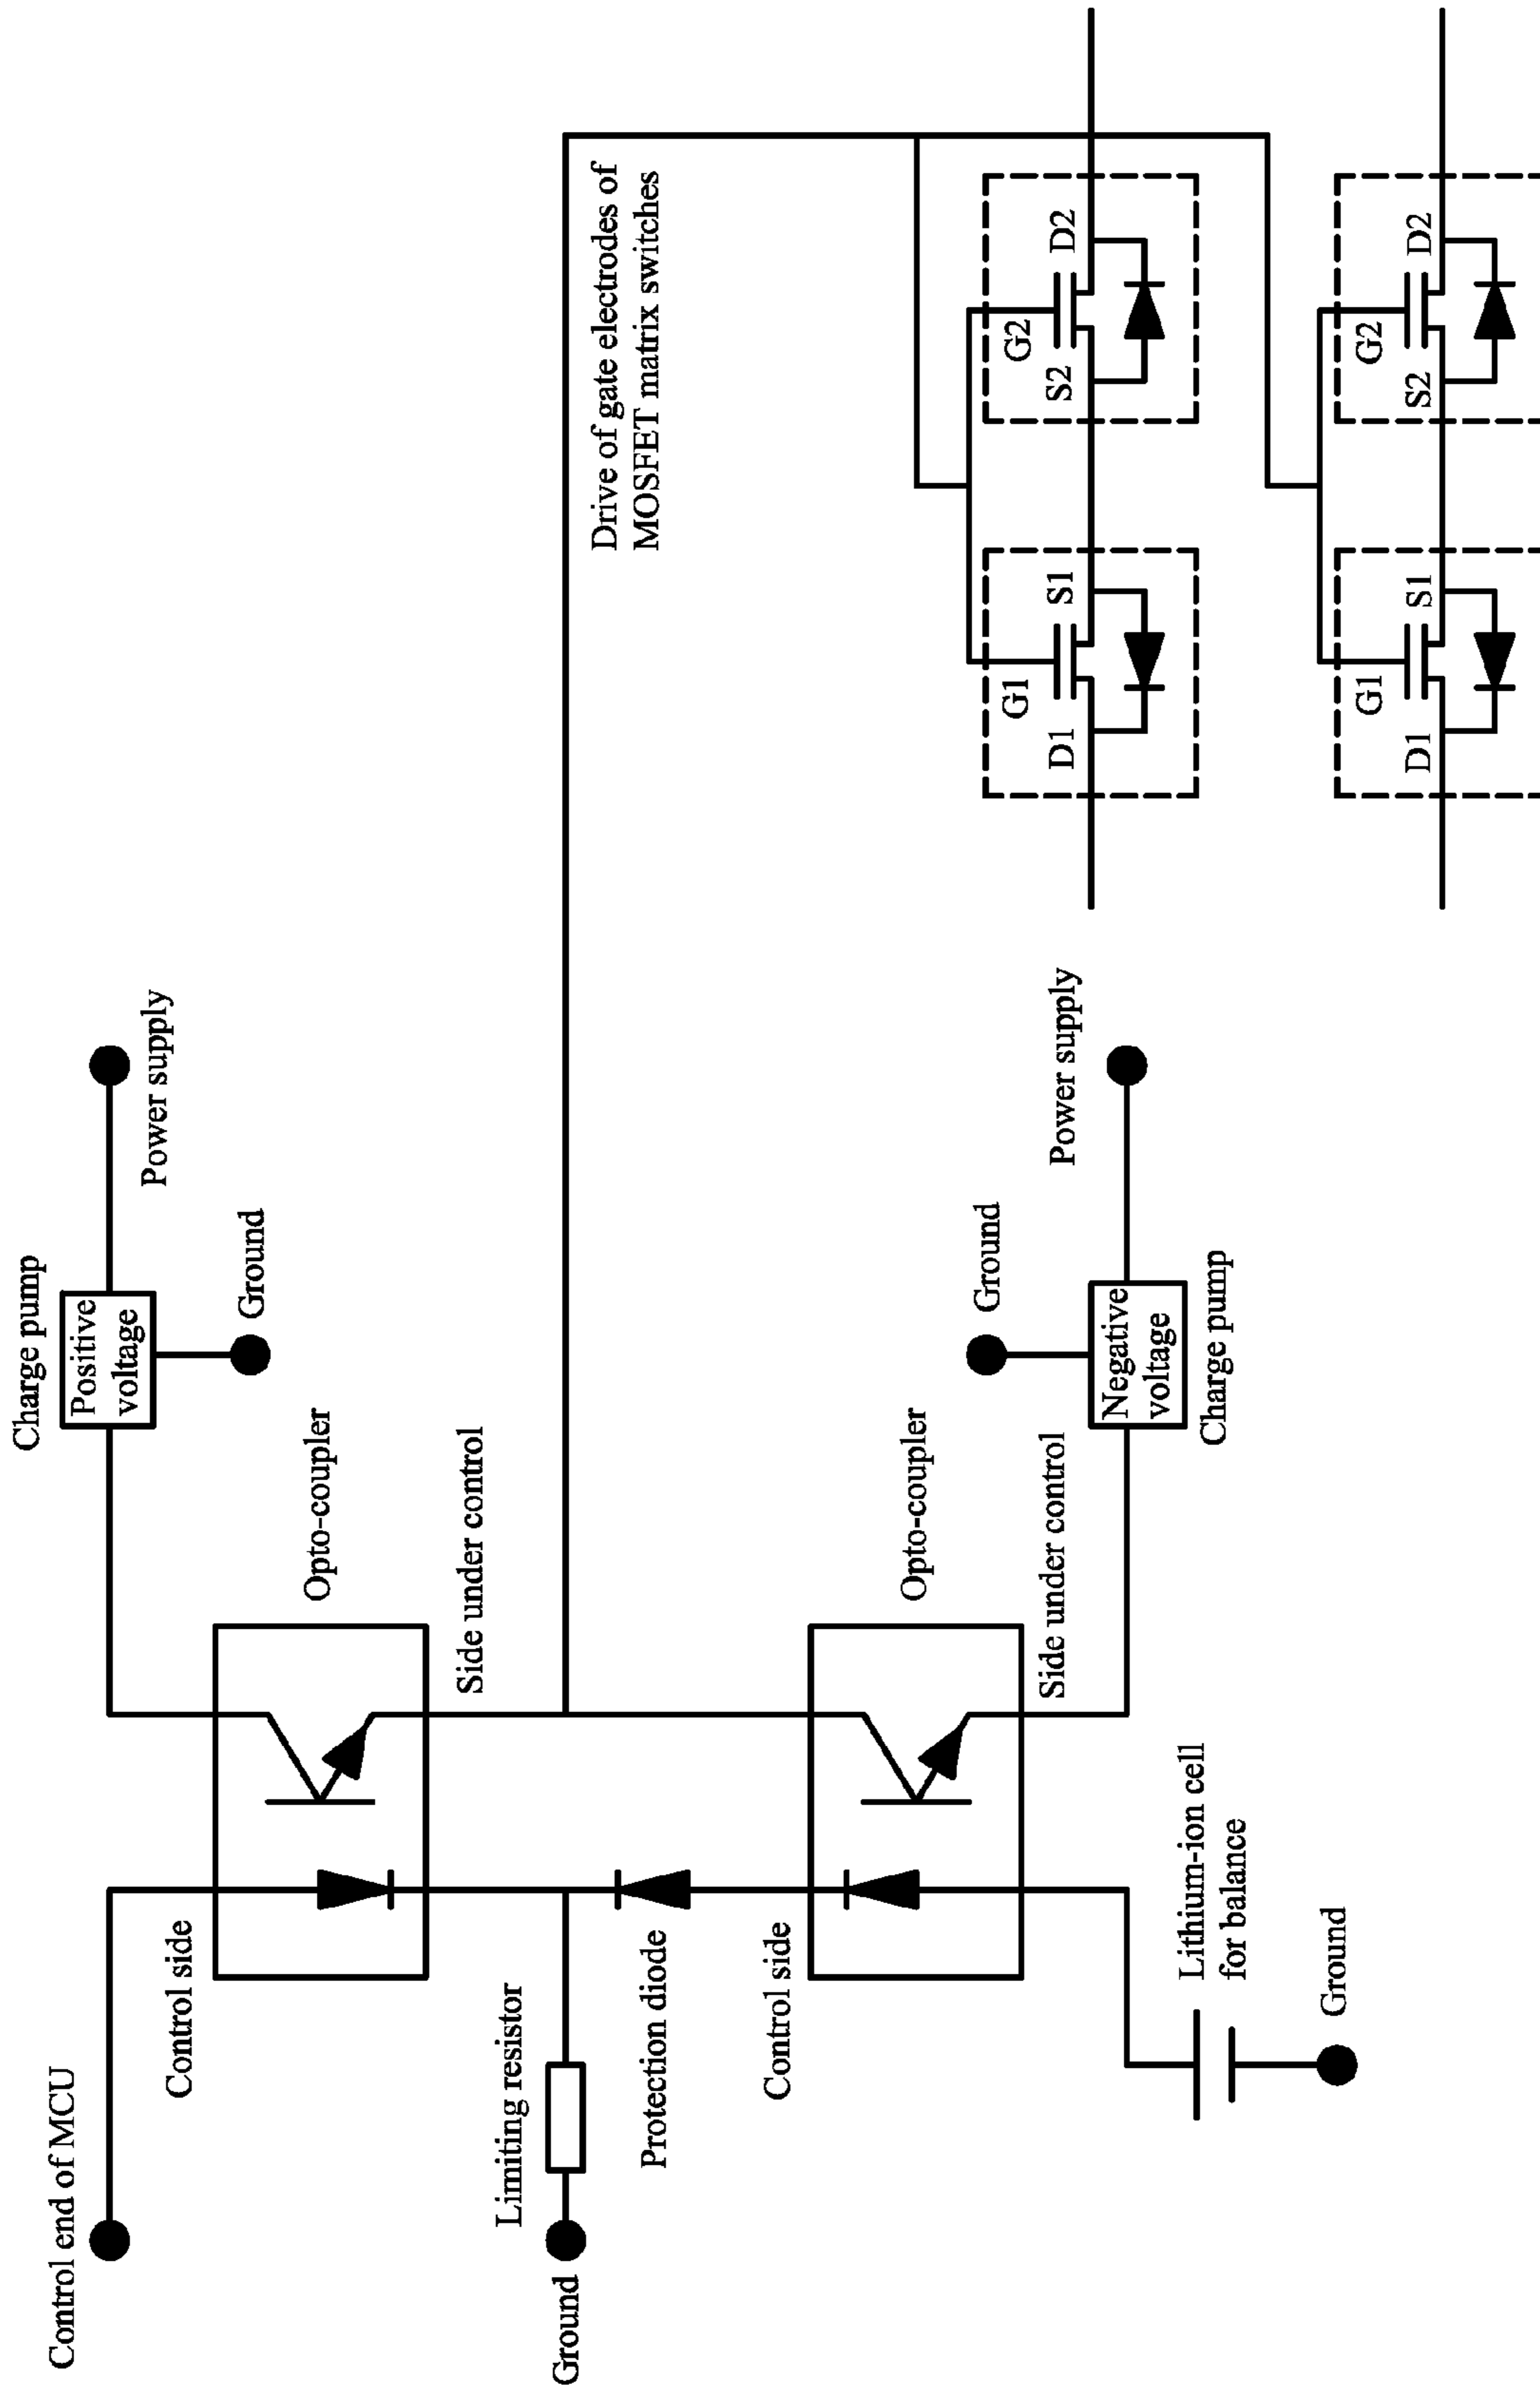 Control end of MCU
Control side
Charge pump
Positive
voltage
Power supply
Ground
Opto-coupler
Side under control
Limiting resistor
Ground
Protection diode
Control side
Opto-coupler
Side under control
Ground
Negative
voltage
Charge pump
Power supply
Lithium-ion cell
for balance
Ground
Drive of gate electrodes of
MOSFET matrix switches
G1
D1
S1
G2
S2
D2
G1
D1
S1
G2
S2
D2